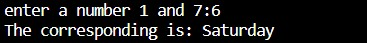 enter a number 1 and 7:6
The corresponding is: Saturday